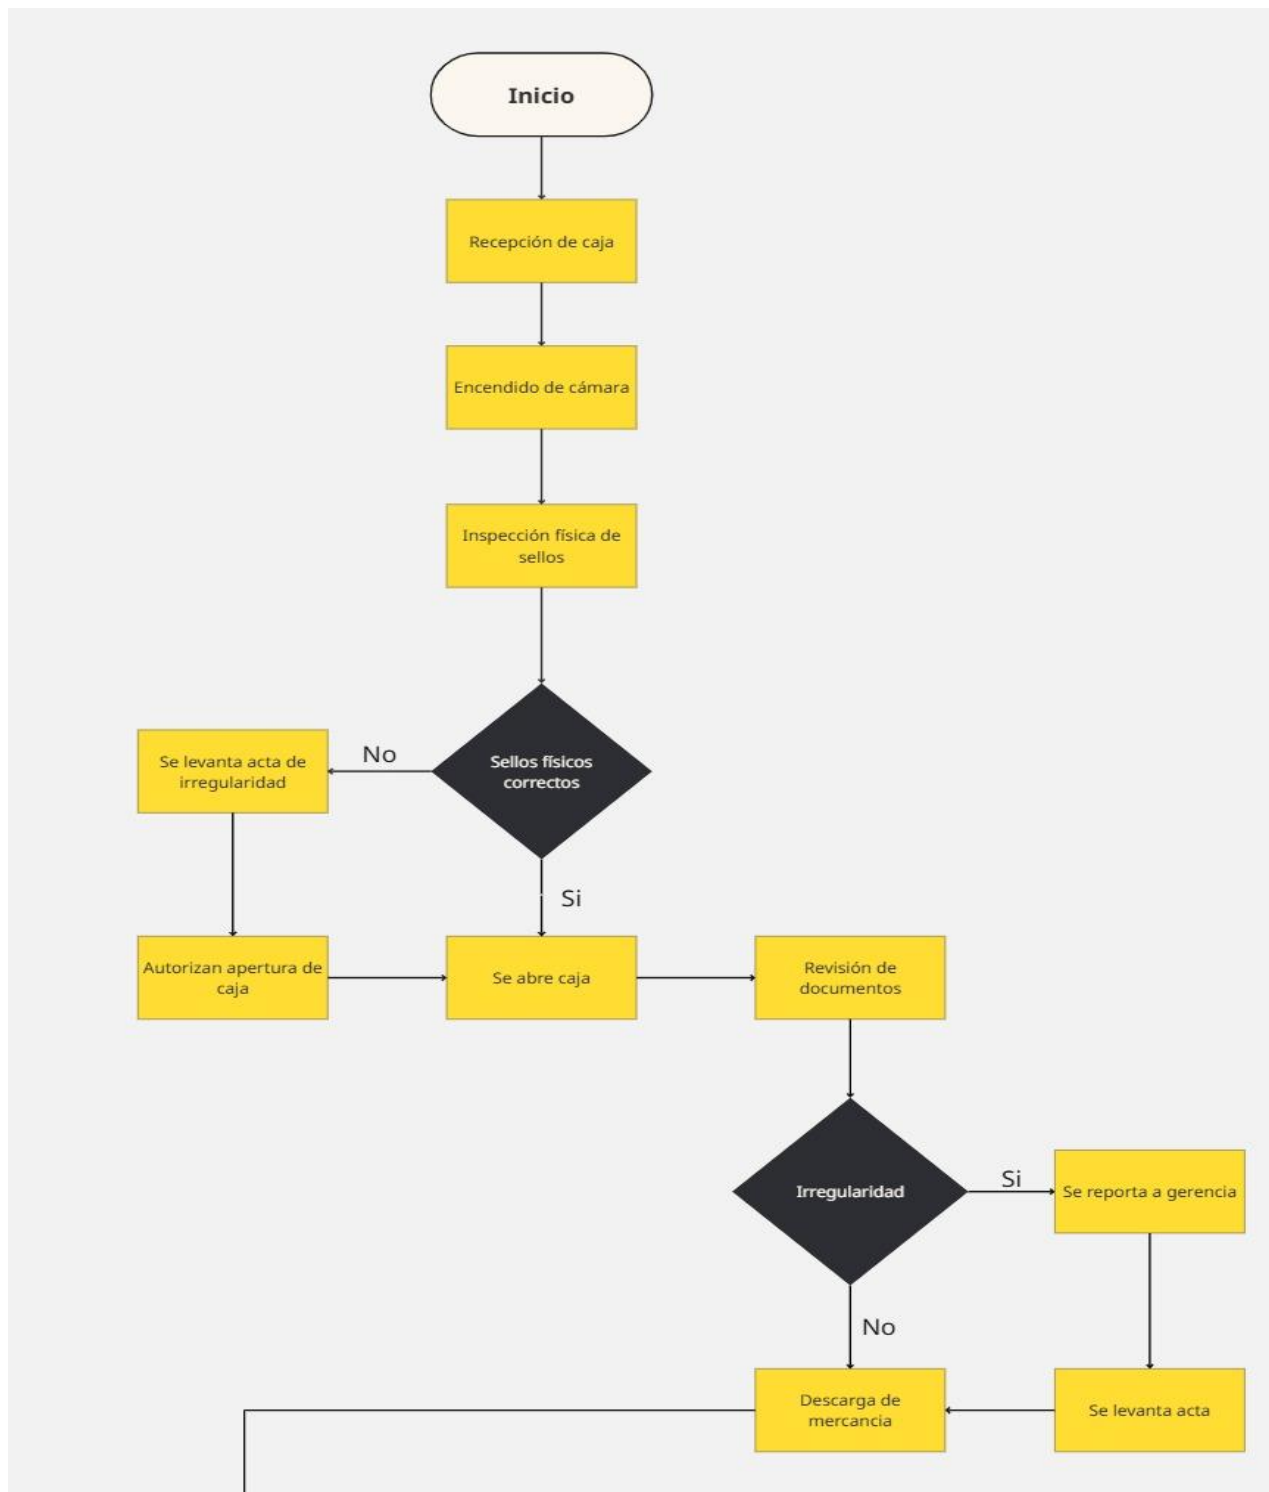 Inicio
Recepción de caja
Encendido de cámara
Inspección física de
sellos
Sellos físicos
correctos
No
Se levanta acta de
irregularidad
Si
Autorizan apertura de
caja
Se abre caja
Revisión de
documentos
Irregularidad
Si
Se reporta a gerencia
No
Descarga de
mercancia
Se levanta acta